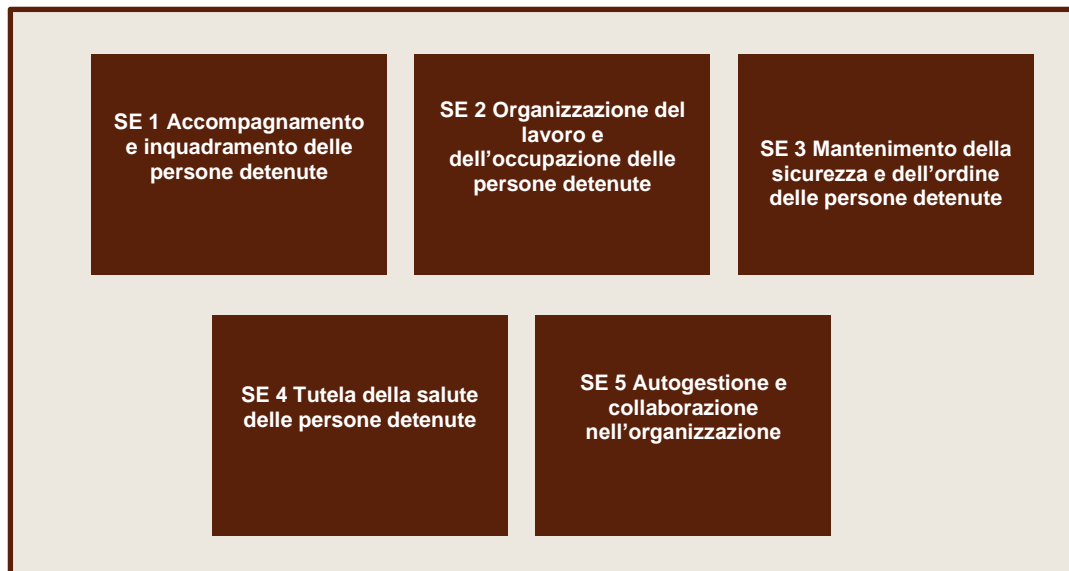 SE 1 Accompagnamento
e inquadramento delle
persone detenute
SE 2 Organizzazione del
lavoro e
dell’occupazione delle
persone detenute
SE 3 Mantenimento della
sicurezza e dell’ordine
delle persone detenute
SE 4 Tutela della salute
delle persone detenute
SE 5 Autogestione e
collaborazione
nell’organizzazione